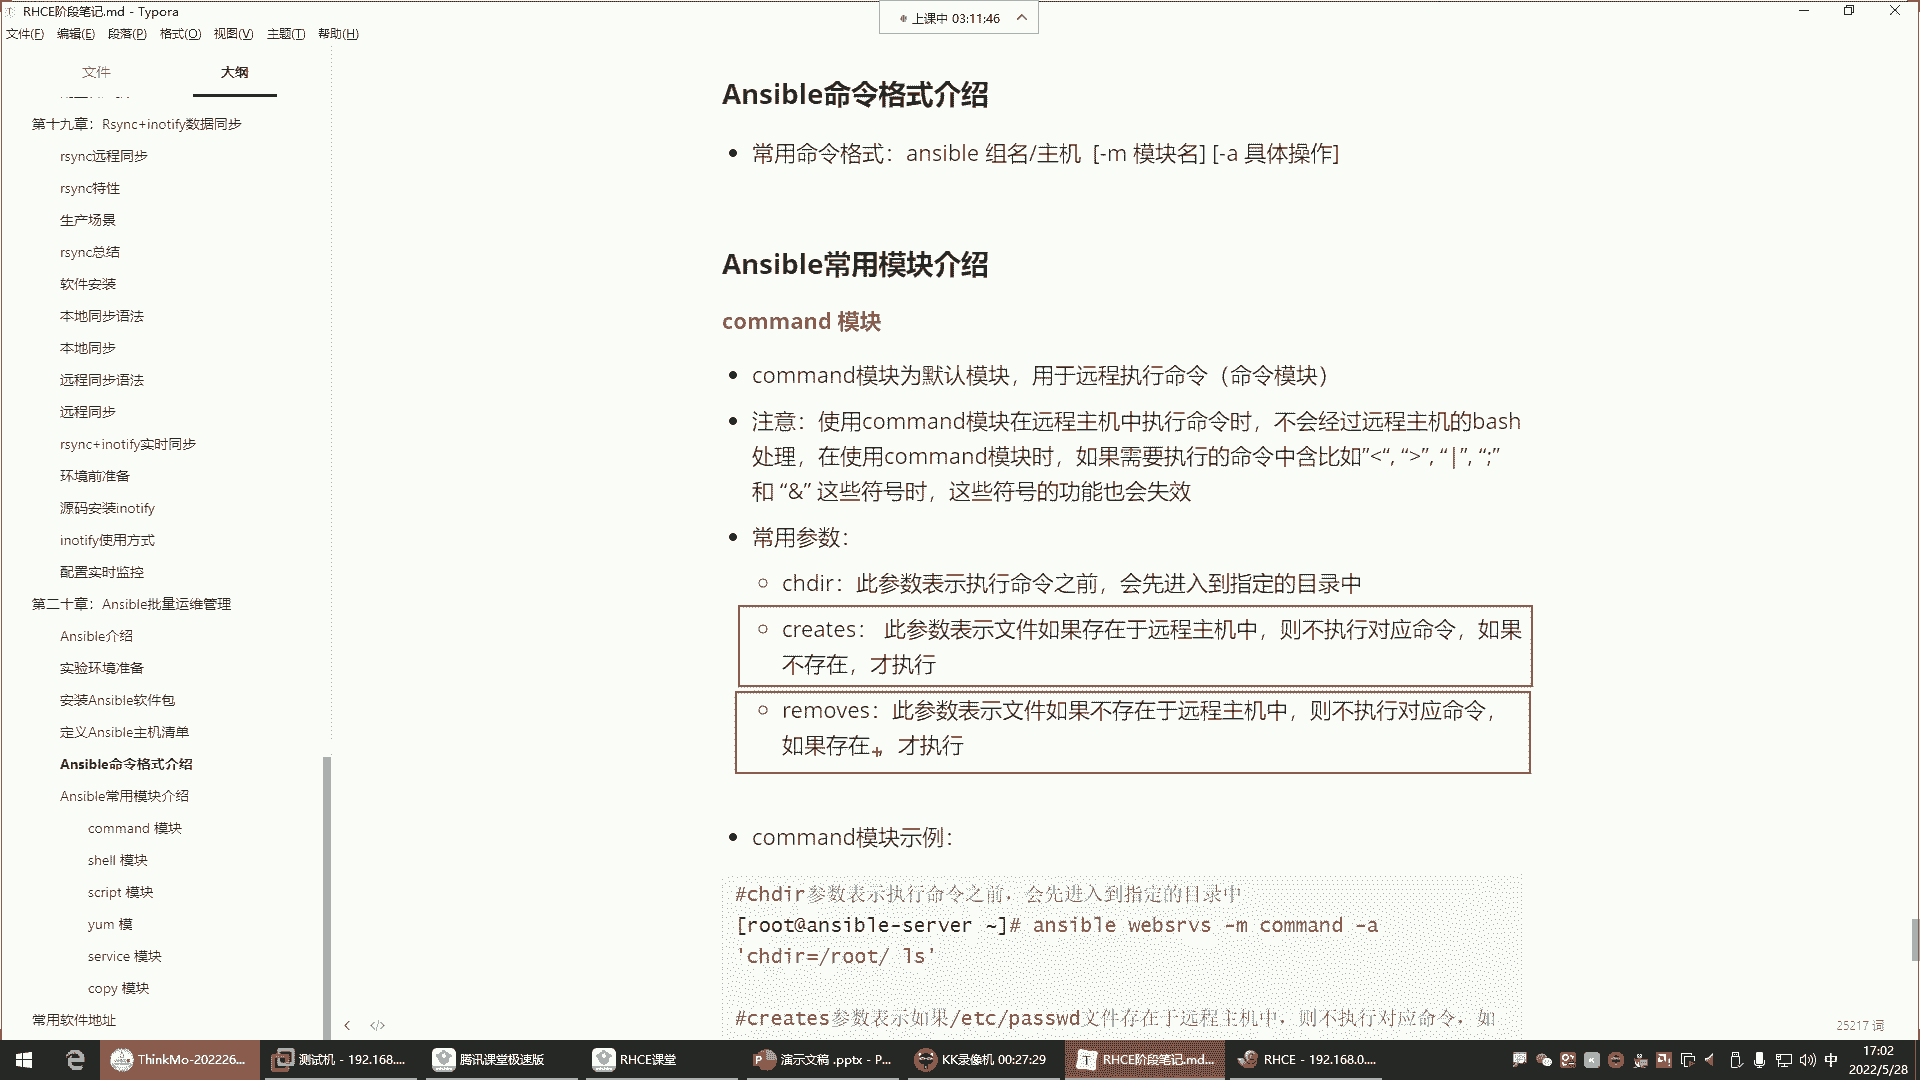 RHCE阶段笔记.md - Typora
上课中 03:11:46
文件(F) 编辑(E) 段落(P) 格式(O) 视图(V) 主题(T) 帮助(H)
文件 大纲
第十九章：Rsync+inotify数据同步
rsync远程同步
rsync特性
生产场景
rsync总结
软件安装
本地同步语法
本地同步
远程同步语法
远程同步
rsync+inotify实时同步
环境前准备
源码安装inotify
inotify使用方式
配置实时监控
第二十章：Ansible批量运维管理
Ansible介绍
实验环境准备
安装Ansible软件包
定义Ansible主机清单
Ansible命令格式介绍
Ansible常用模块介绍
command 模块
shell 模块
script 模块
yum 模
service 模块
copy 模块
常用软件地址
Ansible命令格式介绍
常用命令格式：ansible 组名/主机 [-m 模块名] [-a 具体操作]
Ansible常用模块介绍
command 模块
command模块为默认模块，用于远程执行命令（命令模块）
注意：使用command模块在远程主机中执行命令时，不会经过远程主机的bash
处理，在使用command模块时，如果需要执行的命令中含比如”<“, “>”, “|”, “;”
和 “&” 这些符号时，这些符号的功能也会失效
常用参数：
chdir：此参数表示执行命令之前，会先进入到指定的目录中
creates： 此参数表示文件如果存在于远程主机中，则不执行对应命令，如果
不存在，才执行
removes：此参数表示文件如果不存在于远程主机中，则不执行对应命令，
如果存在，才执行
command模块示例：
#chdir参数表示执行命令之前，会先进入到指定的目录中
[root@ansible-server ~]# ansible websrvs -m command -a
'chdir=/root/ ls'
#creates参数表示如果/etc/passwd文件存在于远程主机中，则不执行对应命令，如
25217 词
ThinkMo-202226... 测试机 - 192.168.... 腾讯课堂极速版 RHCE课堂 演示文稿 .pptx - P... KK录像机 00:27:29 RHCE阶段笔记.md... RHCE - 192.168.0....
中
17:02
2022/5/28